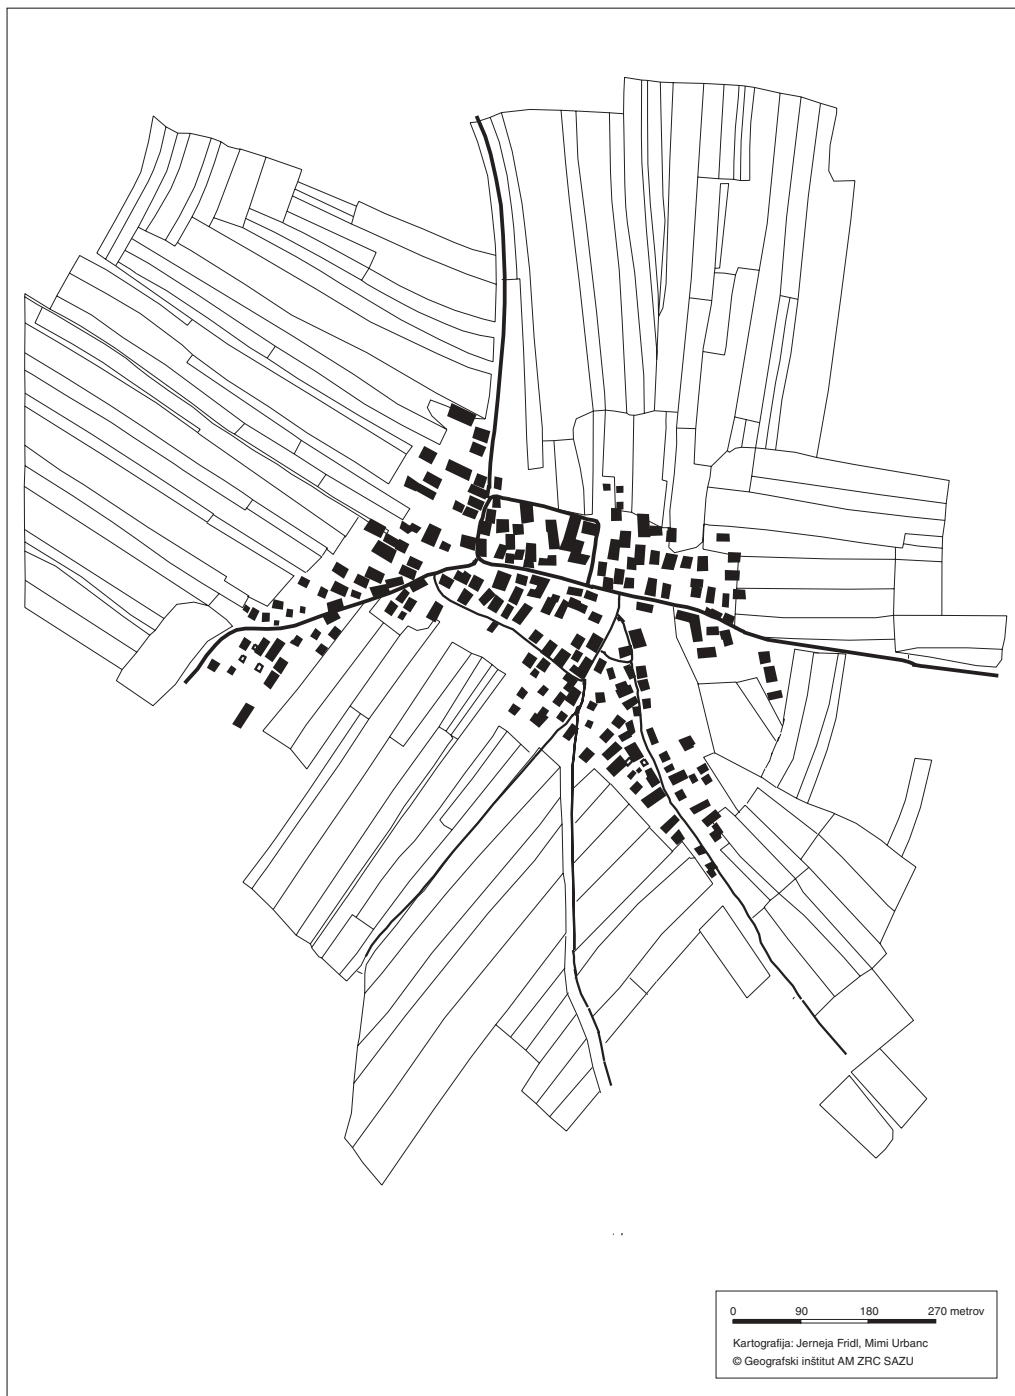 0 90 180 270 metrov
Kartografija: Jerneja Fridl, Mimi Urbanc
© Geografski inštitut AM ZRC SAZU